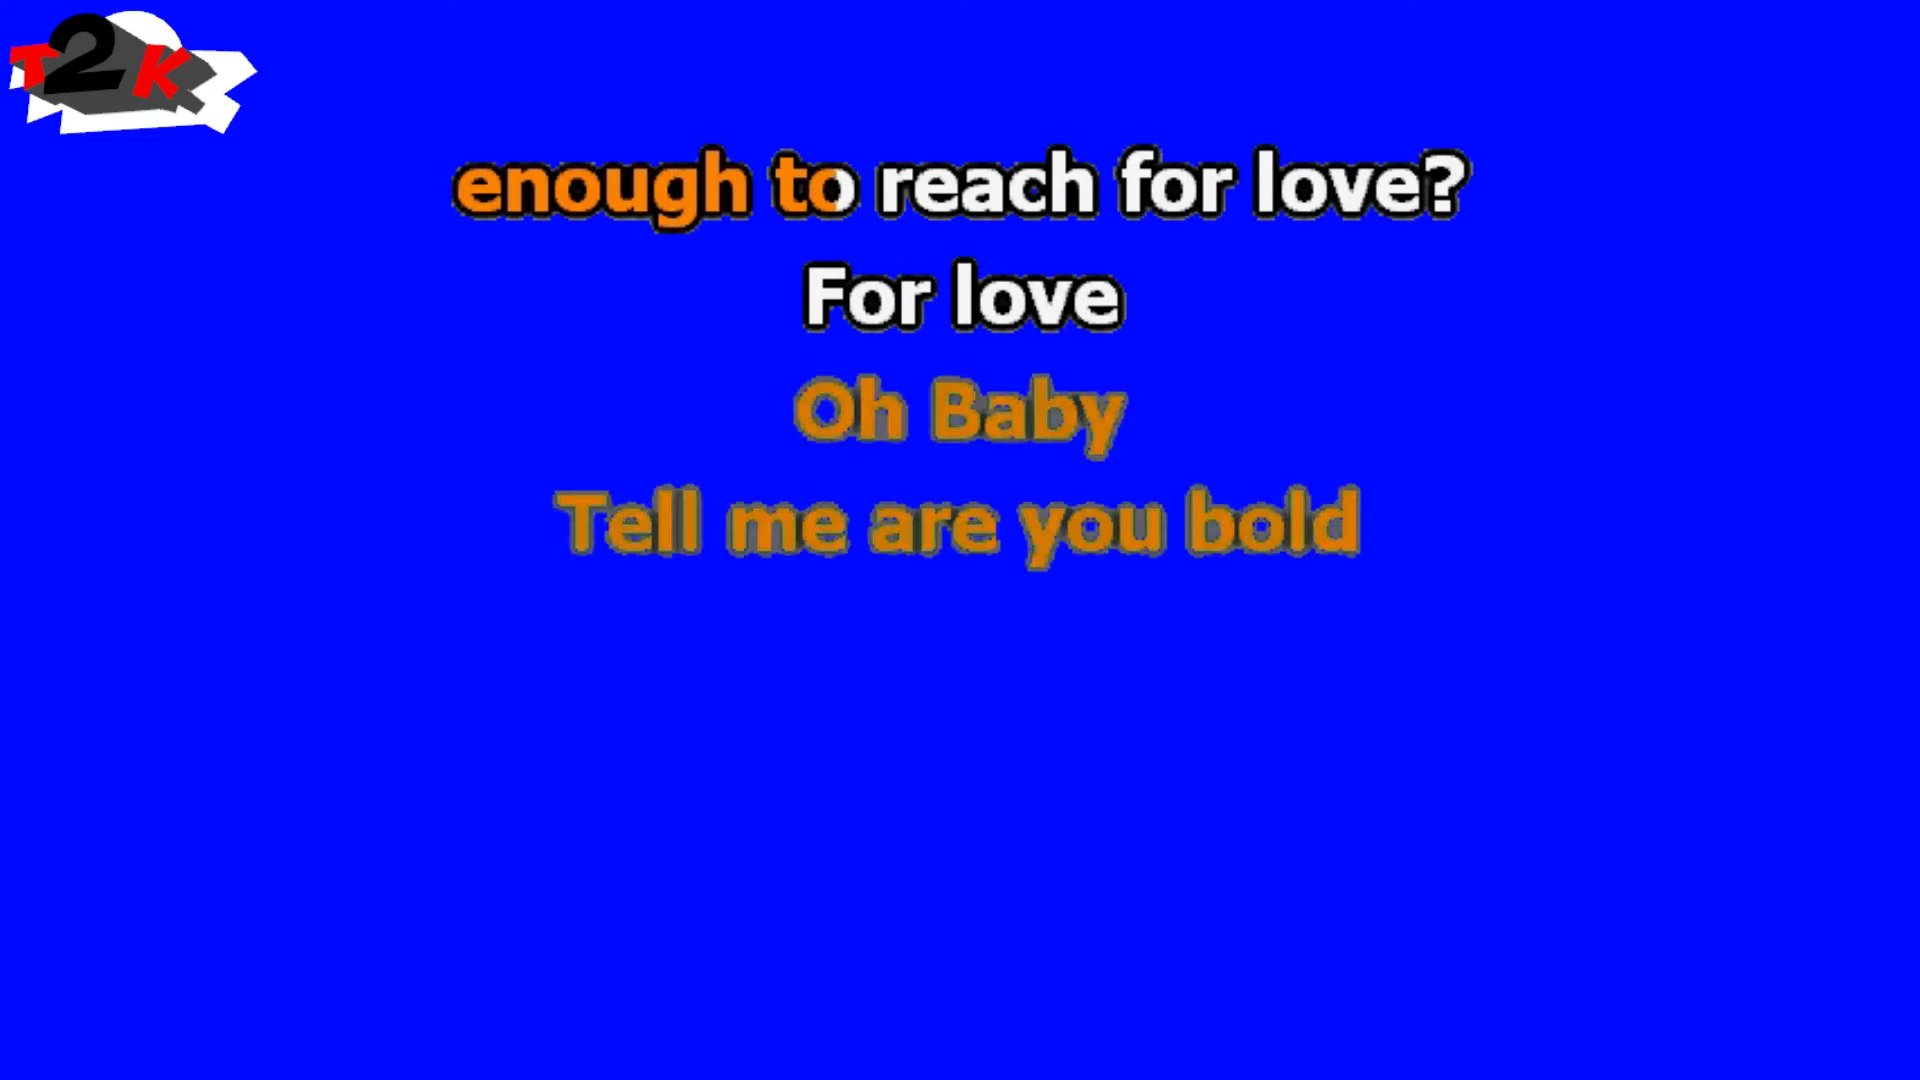 T2K
enough to reach for love?
For love
Oh Baby
Tell me are you bold